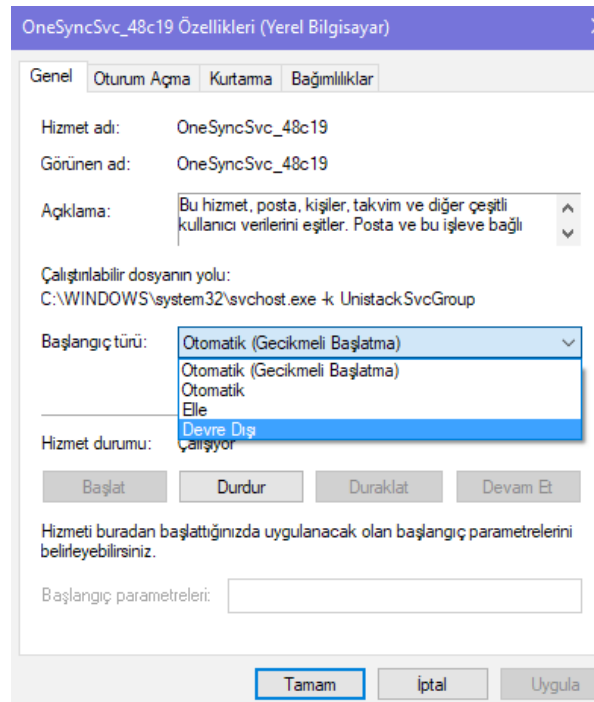 OneSyncSvc_48c19 Özellikleri (Yerel Bilgisayar)
Genel Oturum Açma Kurtarma Bağımlılıklar
Hizmet adı: OneSyncSvc_48c19
Görünen ad: OneSyncSvc_48c19
Açıklama: Bu hizmet, posta, kişiler, takvim ve diğer çeşitli
kullanıcı verilerini eşitler. Posta ve bu işleve bağlı
Çalıştırılabilir dosyanın yolu:
C:\WINDOWS\system32\svchost.exe -k UnistackSvcGroup
Başlangıç türü: Otomatik (Gecikmeli Başlatma)
Otomatik (Gecikmeli Başlatma)
Otomatik
Elle
Devre Dışı
Hizmet durumu: Çalışıyor
Başlat Durdur Duraklat Devam Et
Hizmeti buradan başlattığınızda uygulanacak olan başlangıç parametrelerini
belirleyebilirsiniz.
Başlangıç parametreleri:
Tamam İptal Uygula